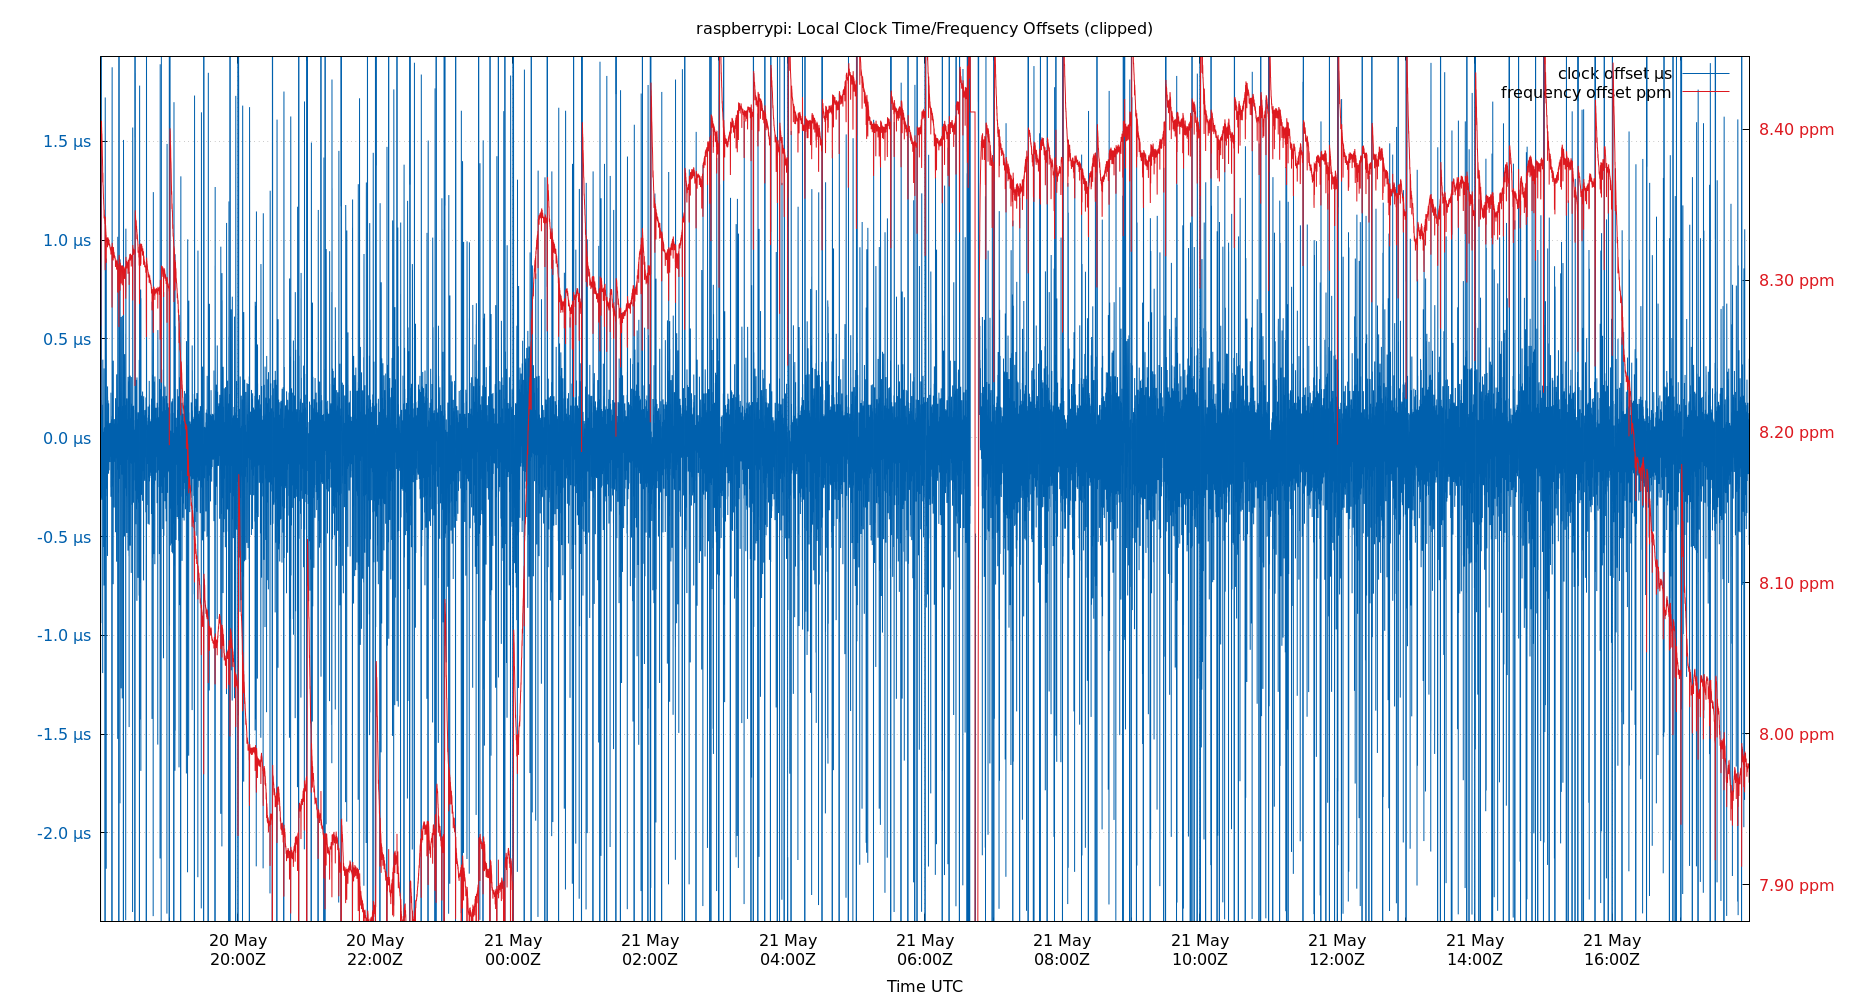 raspberrypi: Local Clock Time/Frequency Offsets (clipped)
clock offset µs
frequency offset ppm
1.5 µs
1.0 µs
0.5 µs
0.0 µs
-0.5 µs
-1.0 µs
-1.5 µs
-2.0 µs
8.40 ppm
8.30 ppm
8.20 ppm
8.10 ppm
8.00 ppm
7.90 ppm
20 May 20 May 21 May 21 May 21 May 21 May 21 May 21 May 21 May 21 May 21 May
20:00Z 22:00Z 00:00Z 02:00Z 04:00Z 06:00Z 08:00Z 10:00Z 12:00Z 14:00Z 16:00Z
Time UTC